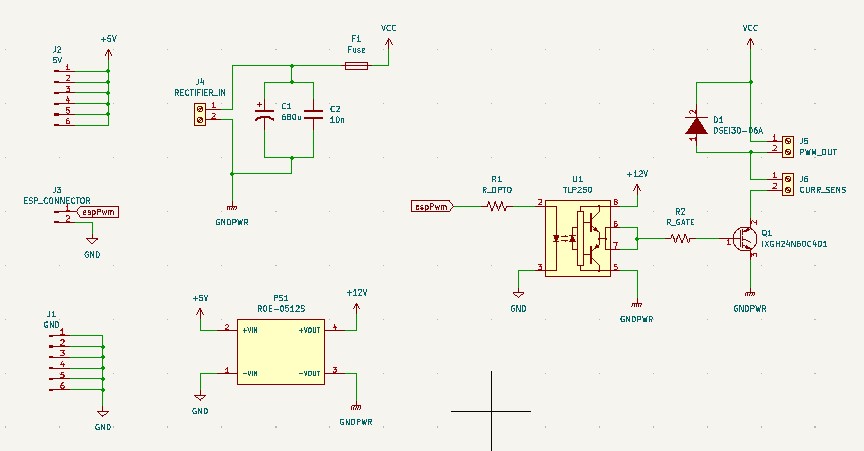 J2
5V
+5V
1
2
3
4
5
6
J4
RECTIFIER_IN
1
2
F1
Fuse
VCC
+
C1
680u
C2
10n
GNDPWR
J3
ESP_CONNECTOR
1
2
espPwm
GND
J1
GND
1
2
3
4
5
6
GND
+5V
PS1
ROE-0512S
+12V
2
+VIN
+VOUT
4
1
-VIN
-VOUT
3
GND
GNDPWR
espPwm
R1
R_OPTO
U1
TLP250
+12V
2
8
6
7
3
5
GND
GNDPWR
R2
R_GATE
VCC
2
D1
DSEI30-06A
1
1
2
J5
PWM_OUT
1
2
J6
CURR_SENS
2
1
3
Q1
IXGH24N60C4D1
GNDPWR